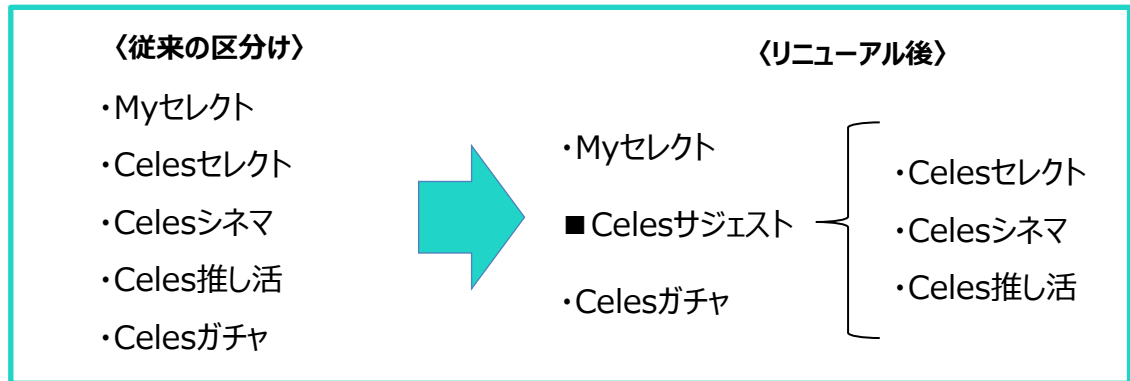 〈従来の区分け〉
・Myセレクト
・Celesセレクト
・Celesシネマ
・Celes推し活
・Celesガチャ
〈リニューアル後〉
・Myセレクト
■Celesサジェスト
・Celesガチャ
・Celesセレクト
・Celesシネマ
・Celes推し活